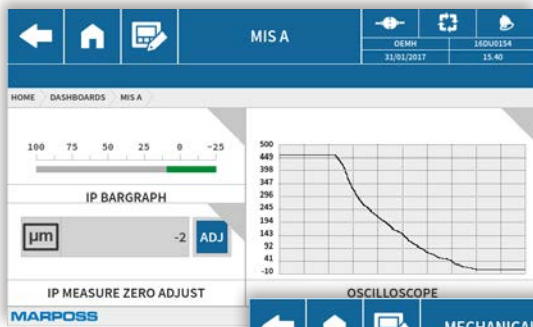 MIS A
OEMH
16DU0154
31/01/2017
15.40
HOME DASHBOARDS MIS A
100 75 50 25 0 -25
IP BARGRAPH
µm -2 ADJ
IP MEASURE ZERO ADJUST
500
449
398
347
296
245
194
143
92
41
-10
OSCILLOSCOPE
MARPOSS
MECHANICAL